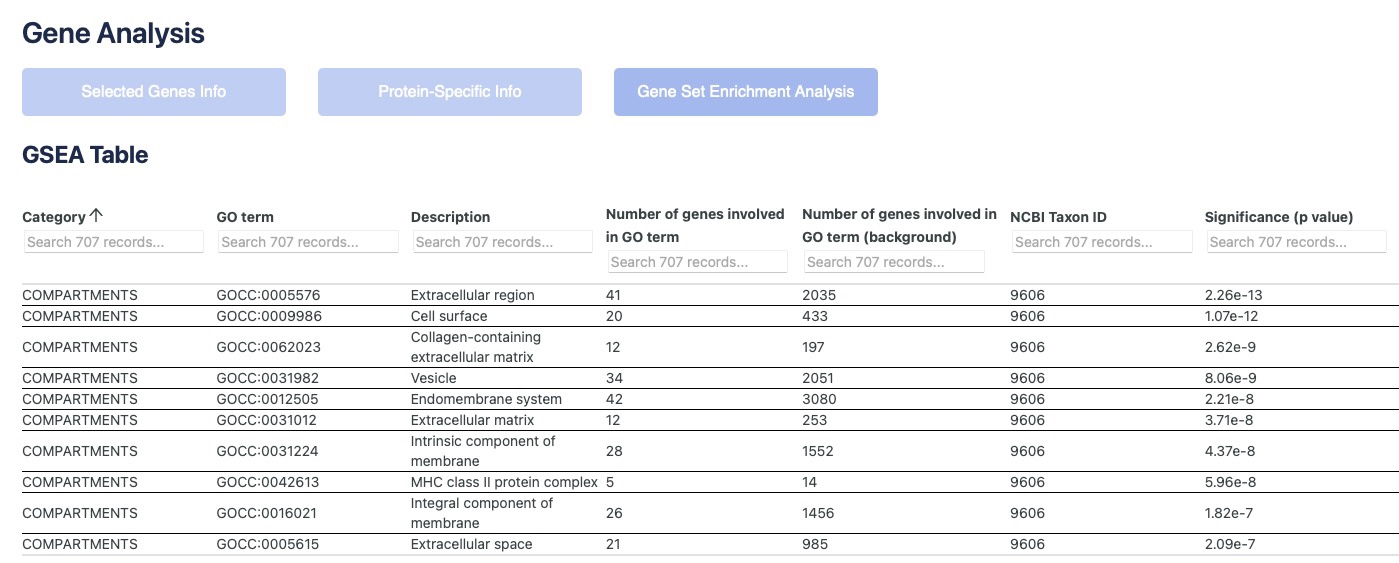 Gene Analysis
Selected Genes Info Protein-Specific Info Gene Set Enrichment Analysis
GSEA Table
Category GO term Description Number of genes involved in GO term Number of genes involved in GO term (background) NCBI Taxon ID Significance (p value)
Search 707 records... Search 707 records... Search 707 records... Search 707 records... Search 707 records... Search 707 records... Search 707 records...
COMPARTMENTS GOCC:0005576 Extracellular region 41 2035 9606 2.26e-13
COMPARTMENTS GOCC:0009986 Cell surface 20 433 9606 1.07e-12
COMPARTMENTS GOCC:0062023 Collagen-containing extracellular matrix 12 197 9606 2.62e-9
COMPARTMENTS GOCC:0031982 Vesicle 34 2051 9606 8.06e-9
COMPARTMENTS GOCC:0012505 Endomembrane system 42 3080 9606 2.21e-8
COMPARTMENTS GOCC:0031012 Extracellular matrix 12 253 9606 3.71e-8
COMPARTMENTS GOCC:0031224 Intrinsic component of membrane 28 1552 9606 4.37e-8
COMPARTMENTS GOCC:0042613 MHC class II protein complex 5 14 9606 5.96e-8
COMPARTMENTS GOCC:0016021 Integral component of membrane 26 1456 9606 1.82e-7
COMPARTMENTS GOCC:0005615 Extracellular space 21 985 9606 2.09e-7